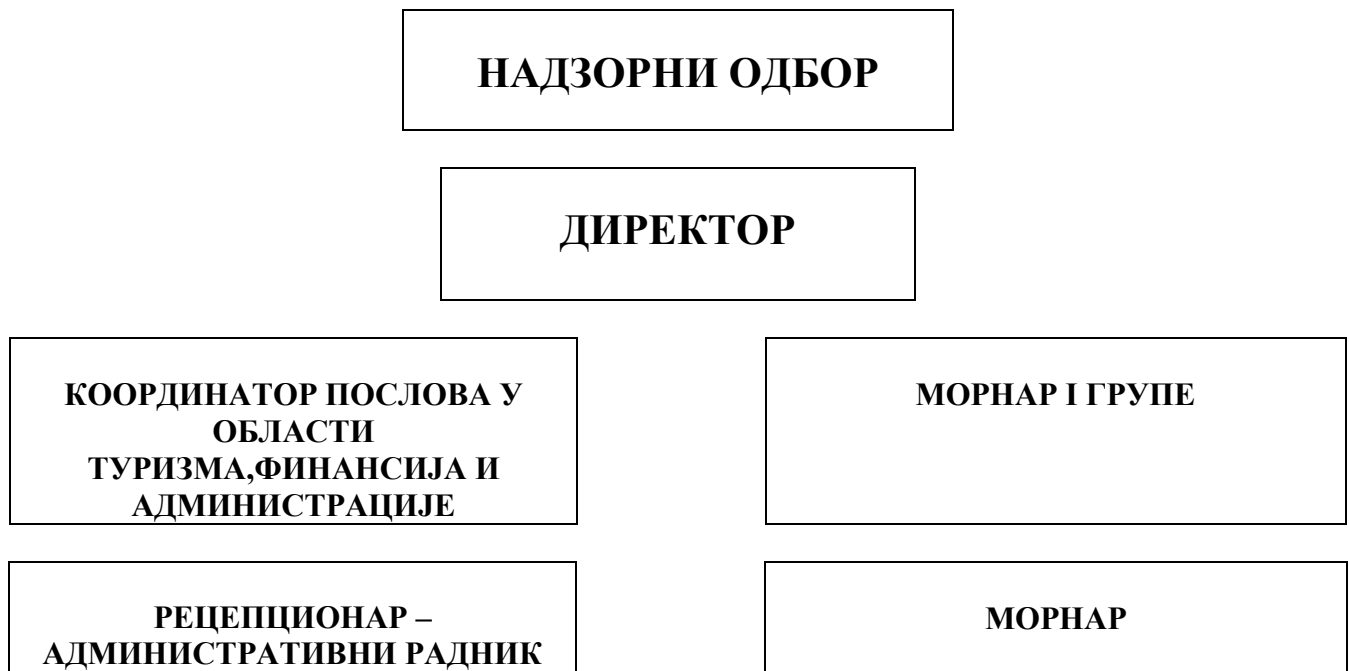 НАДЗОРНИ ОДБОР
ДИРЕКТОР
КООРДИНАТОР ПОСЛОВА У
ОБЛАСТИ
ТУРИЗМА,ФИНАНСИЈА И
АДМИНИСТРАЦИЈЕ
МОРНАР I ГРУПЕ
РЕЦЕПЦИОНАР –
АДМИНИСТРАТИВНИ РАДНИК
МОРНАР